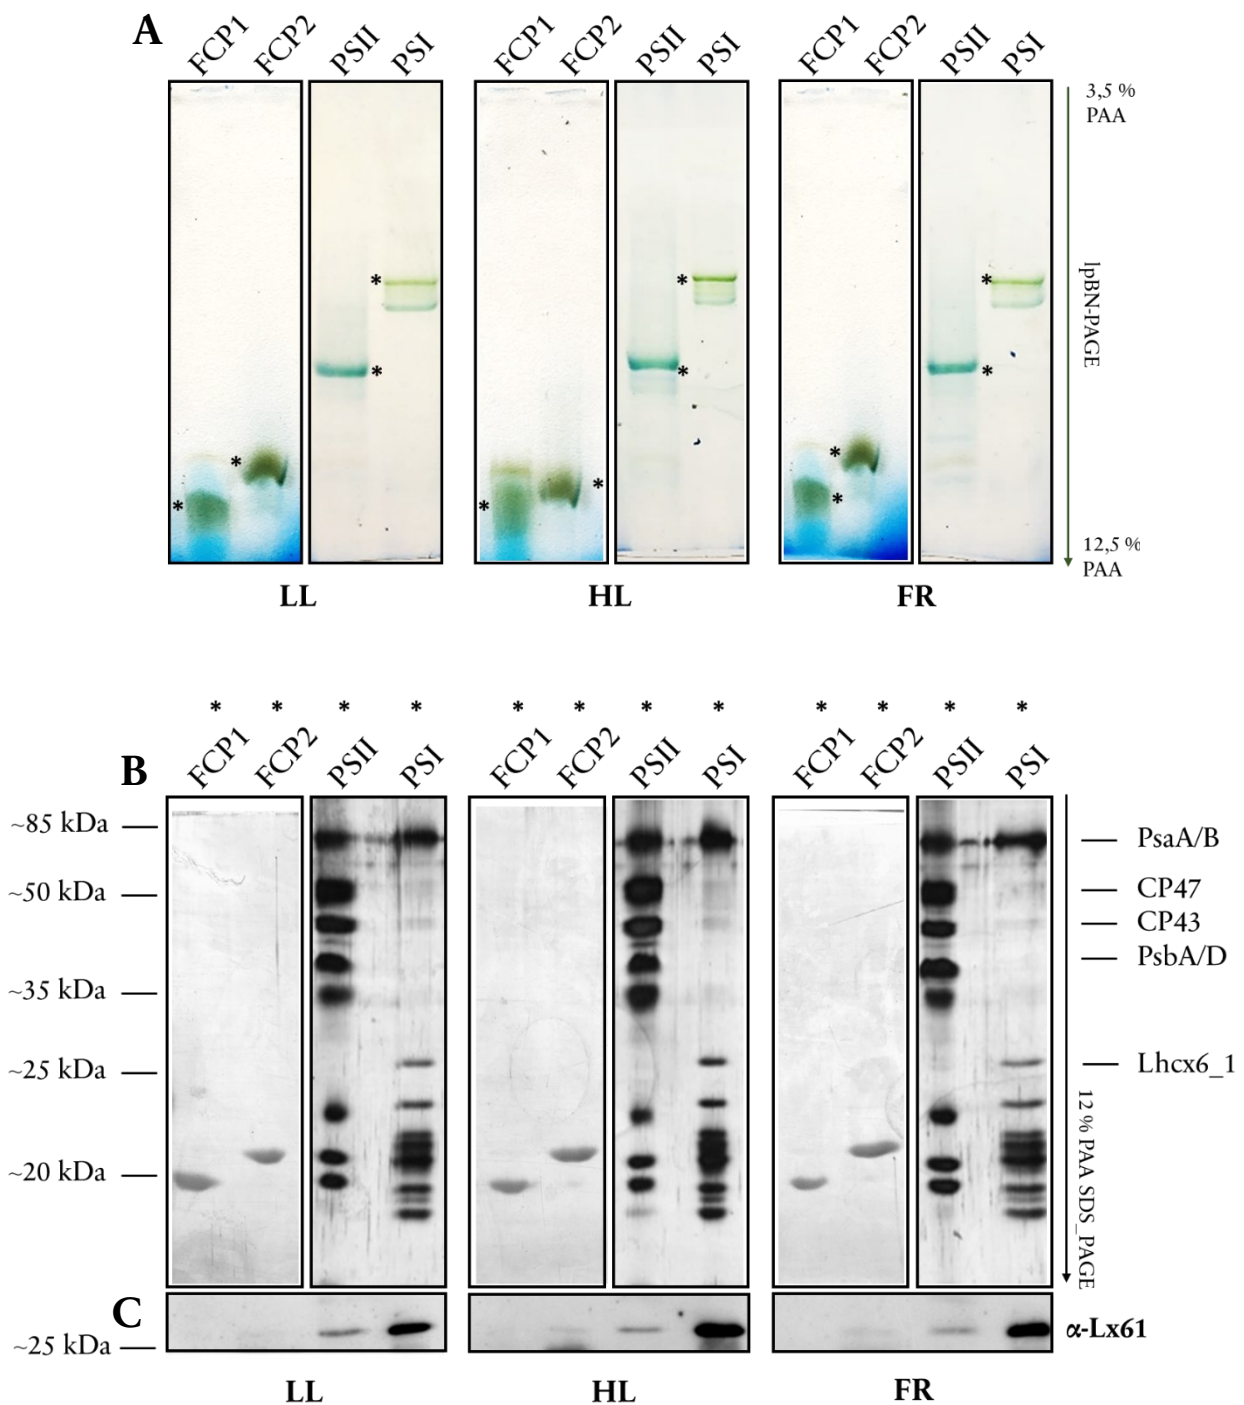 A
FCP1 FCP2 PSII PSI FCP1 FCP2 PSII PSI FCP1 FCP2 PSII PSI
3,5 %
PAA
* * * *
* * * *
* * * *
lpBN-PAGE
12,5 %
PAA
LL HL FR
* * * * * * * * * * * *
B
FCP1 FCP2 PSII PSI FCP1 FCP2 PSII PSI FCP1 FCP2 PSII PSI
~85 kDa PsaA/B
~50 kDa CP47
CP43
PsbA/D
~35 kDa
~25 kDa Lhcx6_1
~20 kDa
12 % PAA SDS_PAGE
C
~25 kDa α-Lx61
LL HL FR